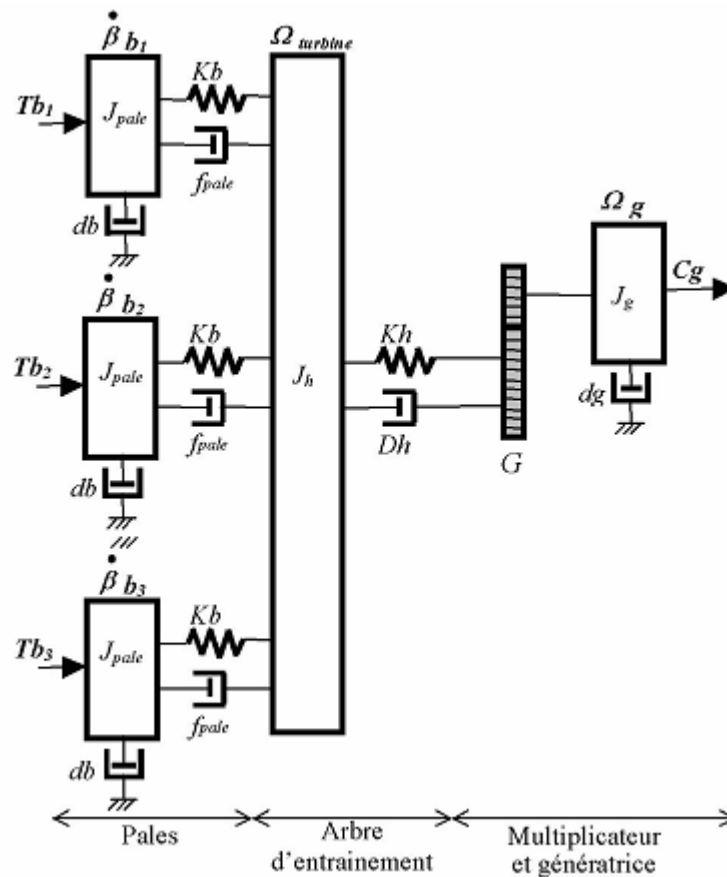 β̇ b1
Ω turbine
Kb
Tb1
Jpale
fpale
db
Ω g
Cg
Jg
dg
β̇ b2
Kb
Kh
Tb2
Jpale
Jh
fpale
Dh
G
db
β̇ b3
Kb
Tb3
Jpale
fpale
db
Pales
Arbre
d'entrainement
Multiplicateur
et génératrice